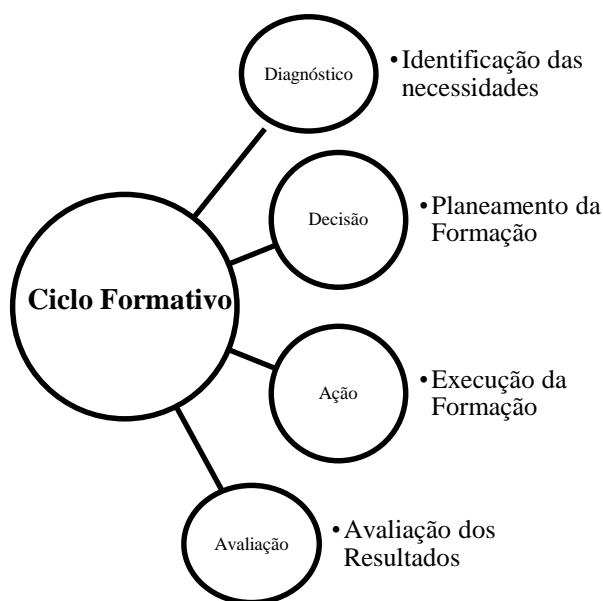 Diagnóstico
•Identificação das
necessidades
Decisão
•Planeamento da
Formação
Ciclo Formativo
Ação
•Execução da
Formação
Avaliação
•Avaliação dos
Resultados